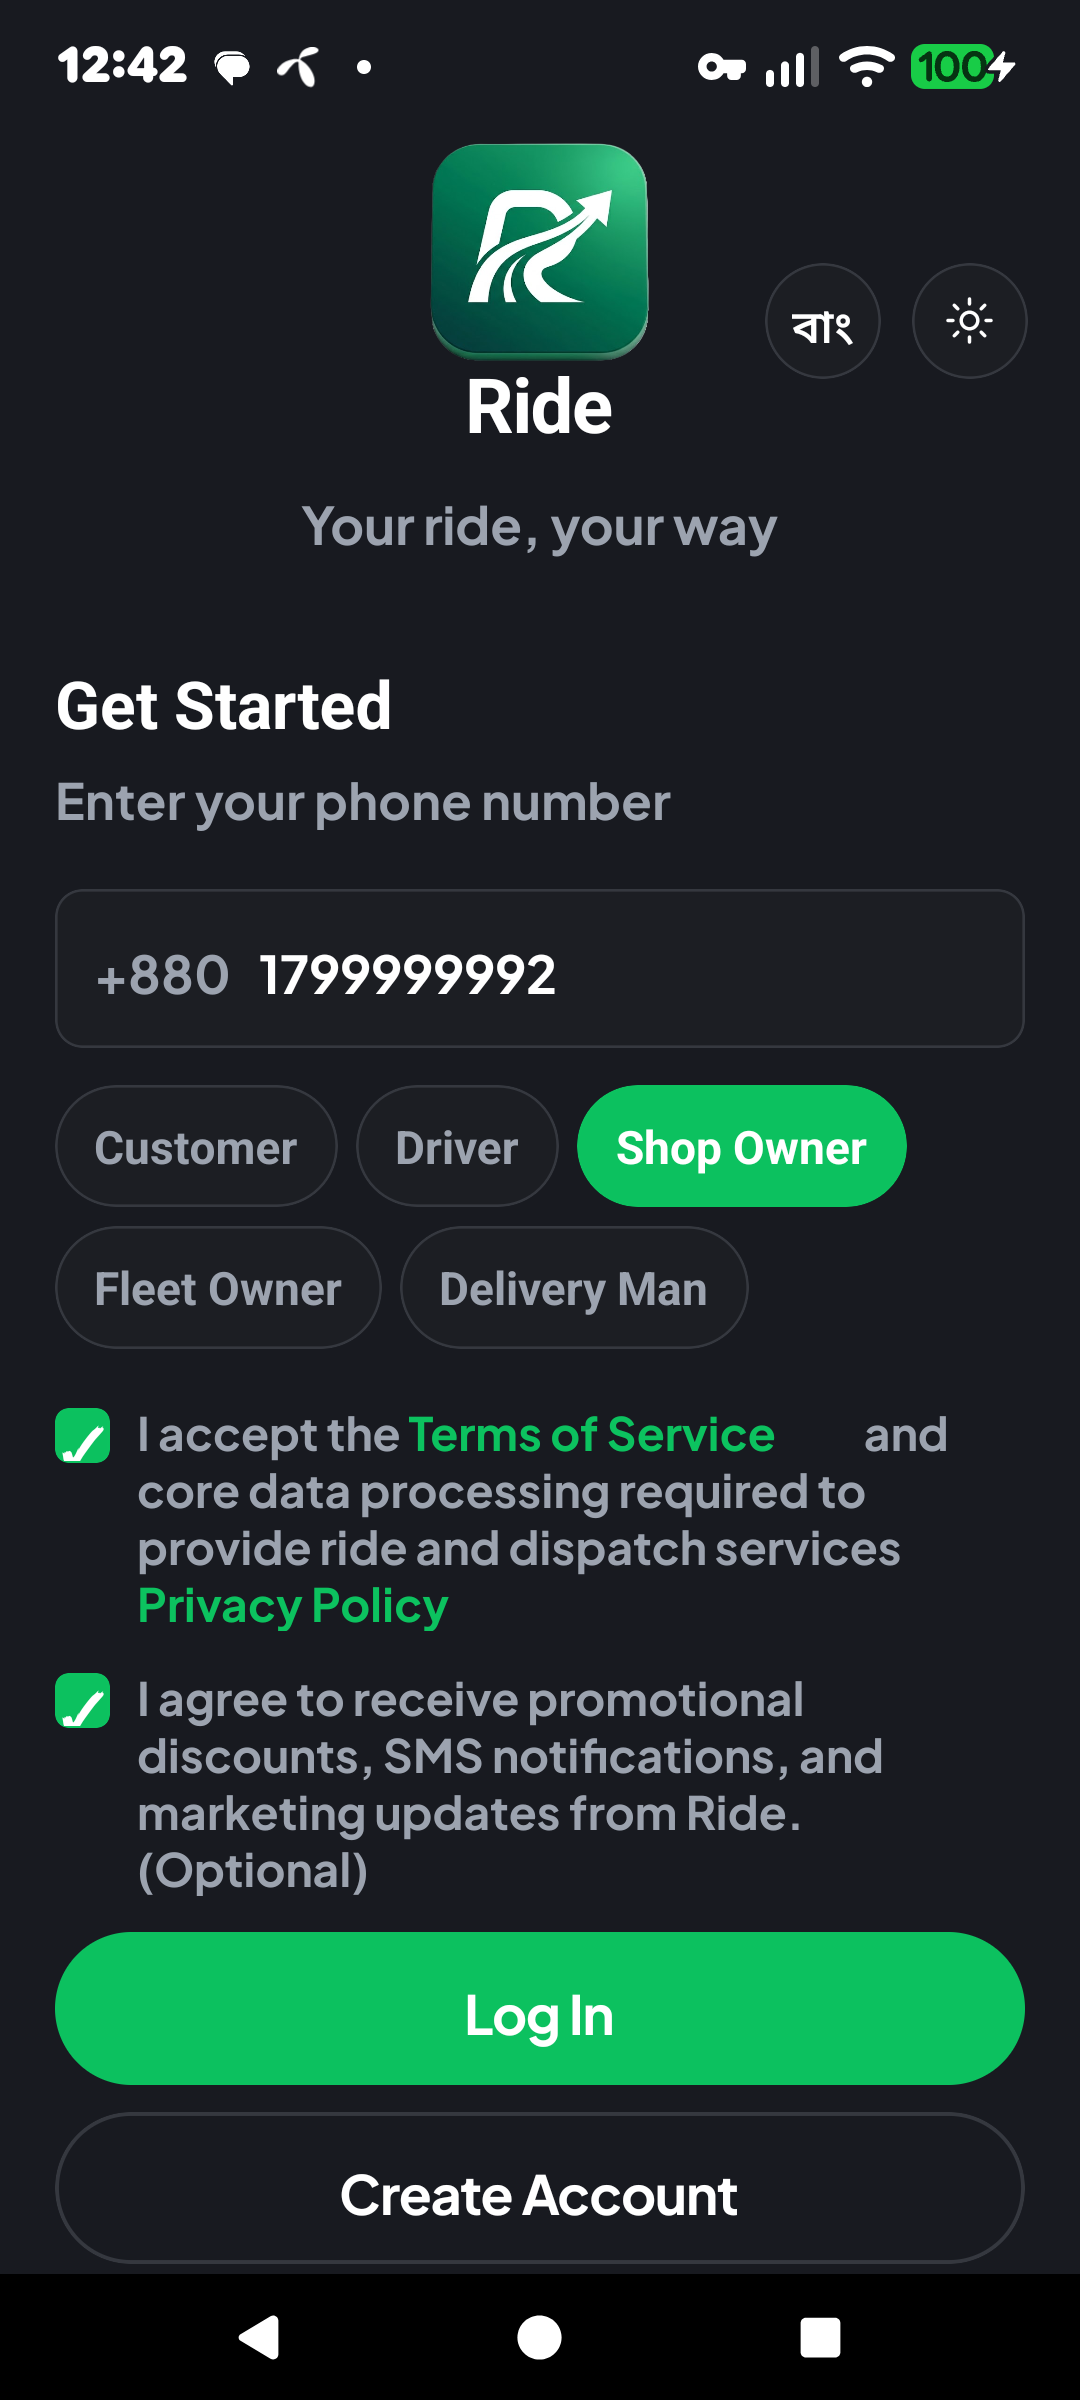 12:42
100
বাং
Ride
Your ride, your way
Get Started
Enter your phone number
+880 1799999992
Customer Driver Shop Owner
Fleet Owner Delivery Man
I accept the Terms of Service and
core data processing required to
provide ride and dispatch services
Privacy Policy
I agree to receive promotional
discounts, SMS notifications, and
marketing updates from Ride.
(Optional)
Log In
Create Account